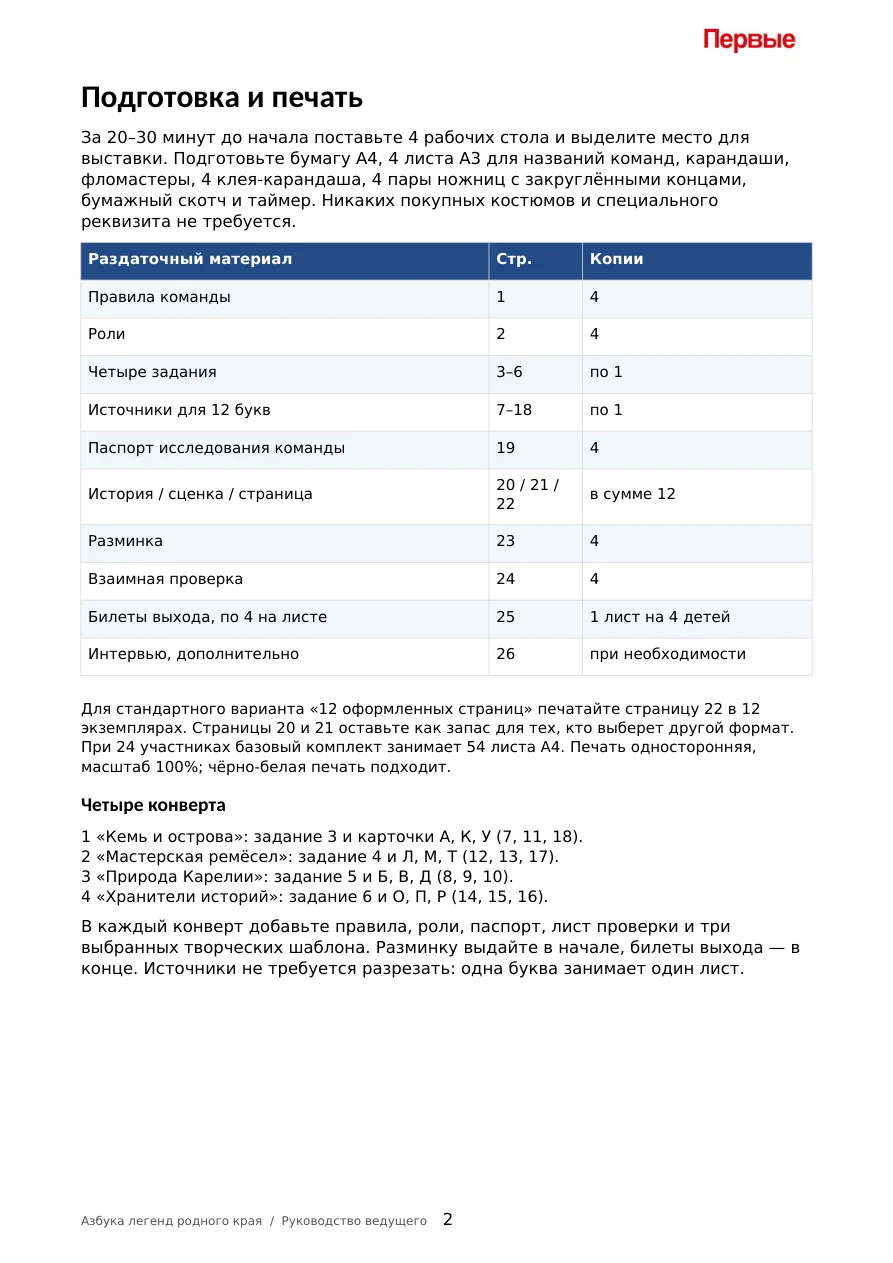 Первые
Подготовка и печать
За 20–30 минут до начала поставьте 4 рабочих стола и выделите место для
выставки. Подготовьте бумагу А4, 4 листа А3 для названий команд, карандаши,
фломастеры, 4 клея-карандаша, 4 пары ножниц с закруглёнными концами,
бумажный скотч и таймер. Никаких покупных костюмов и специального
реквизита не требуется.
Раздаточный материал Стр. Копии
Правила команды 1 4
Роли 2 4
Четыре задания 3–6 по 1
Источники для 12 букв 7–18 по 1
Паспорт исследования команды 19 4
История / сценка / страница 20 / 21 / в сумме 12
22
Разминка 23 4
Взаимная проверка 24 4
Билеты выхода, по 4 на листе 25 1 лист на 4 детей
Интервью, дополнительно 26 при необходимости
Для стандартного варианта «12 оформленных страниц» печатайте страницу 22 в 12
экземплярах. Страницы 20 и 21 оставьте как запас для тех, кто выберет другой формат.
При 24 участниках базовый комплект занимает 54 листа А4. Печать односторонняя,
масштаб 100%; чёрно-белая печать подходит.
Четыре конверта
1 «Кемь и острова»: задание 3 и карточки А, К, У (7, 11, 18).
2 «Мастерская ремёсел»: задание 4 и Л, М, Т (12, 13, 17).
3 «Природа Карелии»: задание 5 и Б, В, Д (8, 9, 10).
4 «Хранители историй»: задание 6 и О, П, Р (14, 15, 16).
В каждый конверт добавьте правила, роли, паспорт, лист проверки и три
выбранных творческих шаблона. Разминку выдайте в начале, билеты выхода — в
конце. Источники не требуется разрезать: одна буква занимает один лист.
Азбука легенд родного края / Руководство ведущего 2